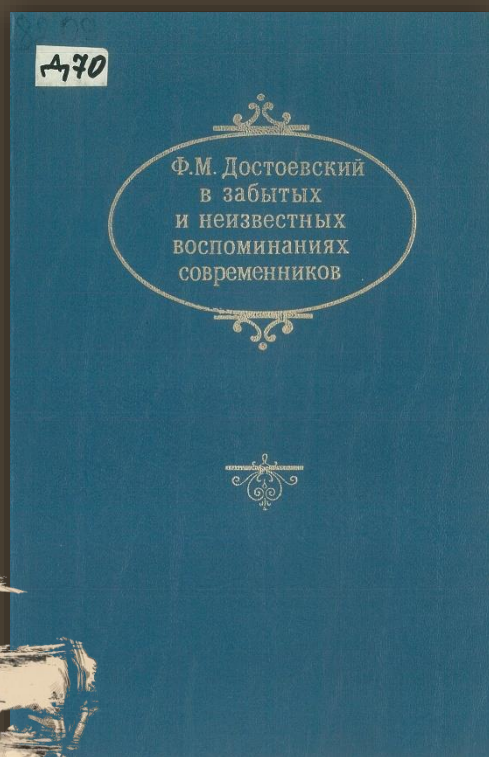 Д70
Ф.М. Достоевский
в забытых
и неизвестных
воспоминаниях
современников